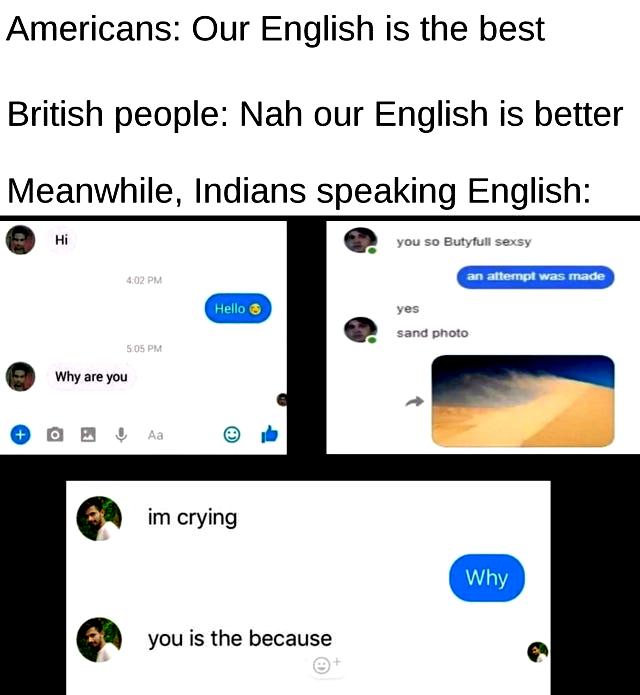 Americans: Our English is the best
British people: Nah our English is better
Meanwhile, Indians speaking English:
Hi
4:02 PM
Hello
5:05 PM
Why are you
Aa
you so Butyfull sexsy
an attempt was made
yes
sand photo
im crying
Why
you is the because